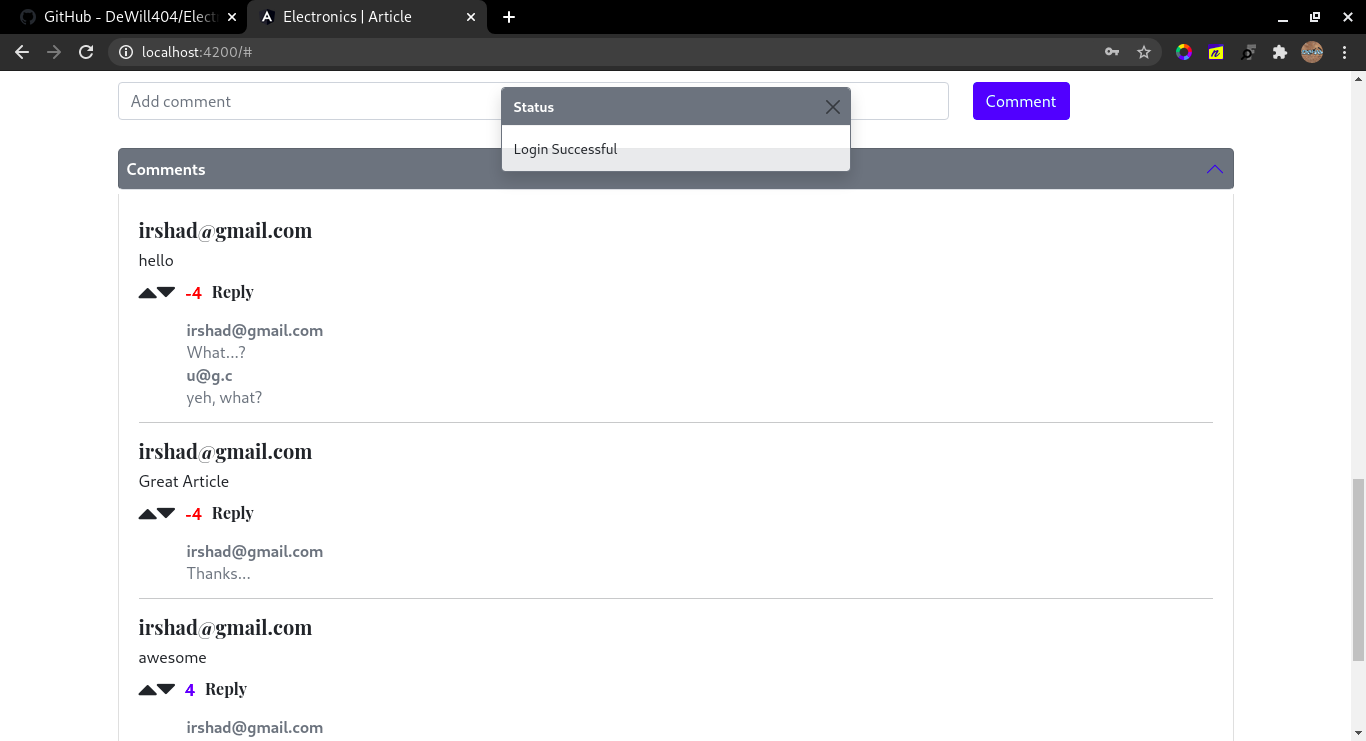 GitHub - DeWill404/Elect
Electronics | Article
localhost:4200/#
Add comment
Comment
Status
Login Successful
Comments
irshad@gmail.com
hello
-4 Reply
irshad@gmail.com
What...?
u@g.c
yeh, what?
irshad@gmail.com
Great Article
-4 Reply
irshad@gmail.com
Thanks...
irshad@gmail.com
awesome
4 Reply
irshad@gmail.com